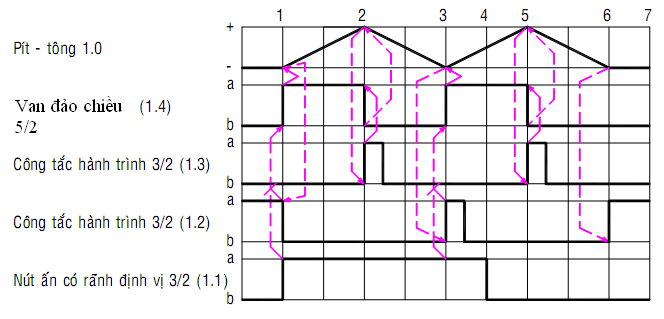 1 2 3 4 5 6 7
Pít - tông 1.0
+
-
Van đảo chiều (1.4)
5/2
a
b
Công tắc hành trình 3/2 (1.3)
a
b
Công tắc hành trình 3/2 (1.2)
a
b
Nút ấn có rãnh định vị 3/2 (1.1)
a
b